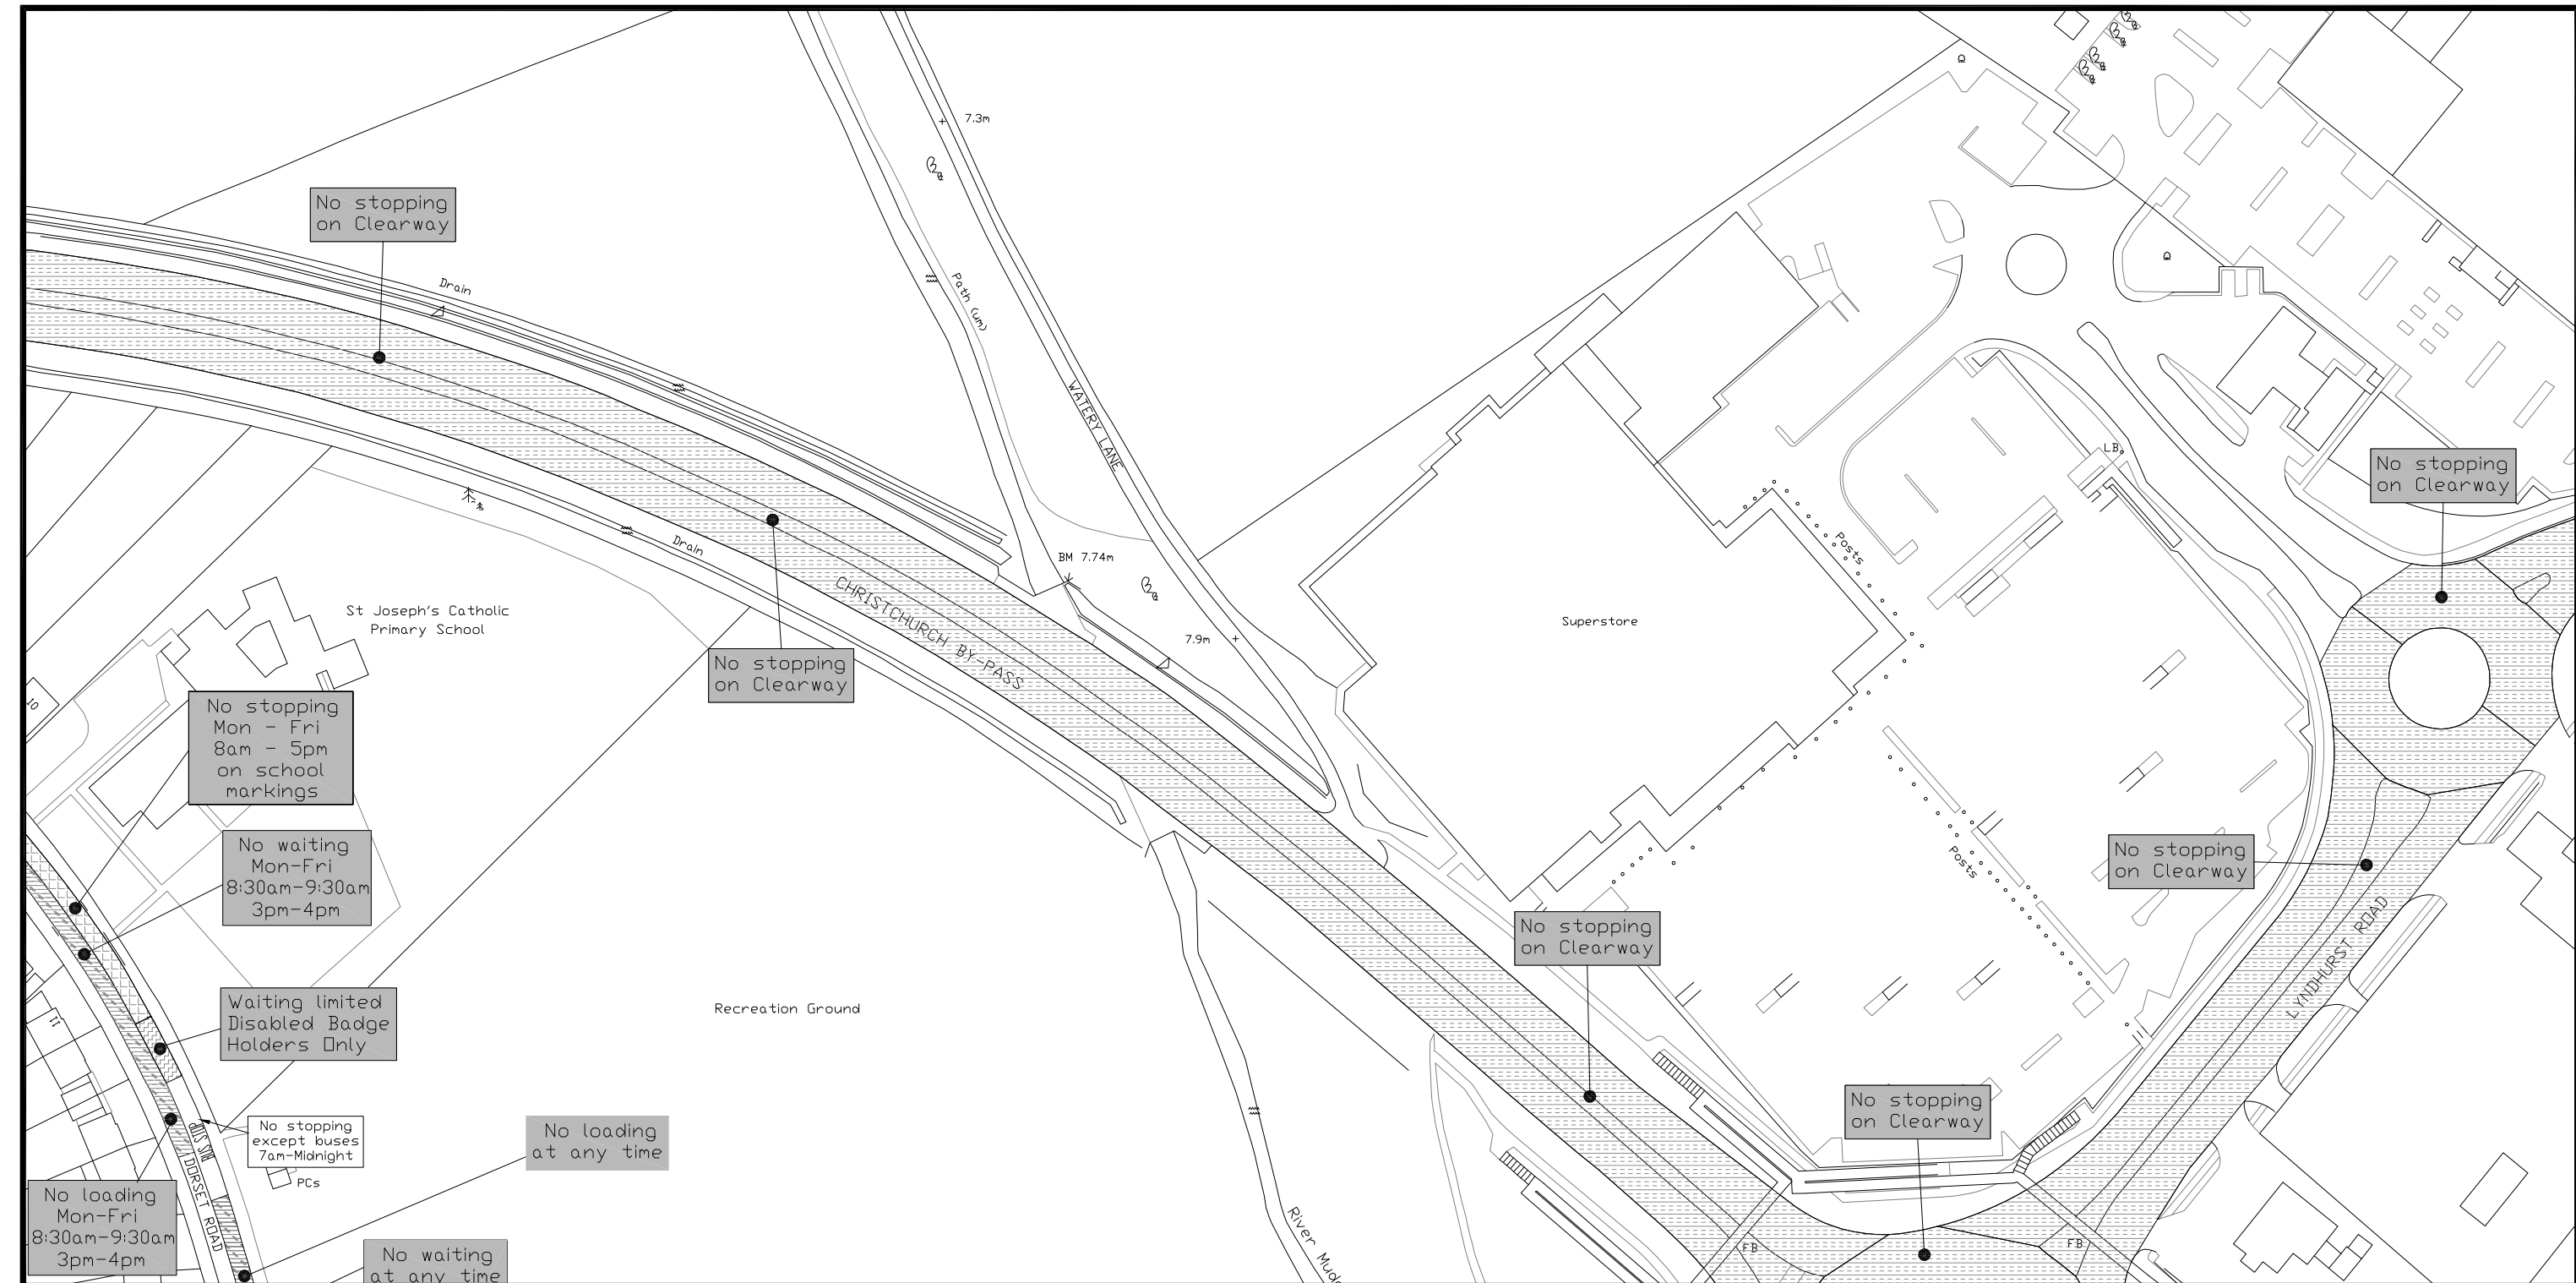 7.3m
No stopping
on Clearway
Drain
Path (um)
WATERY LANE
LB
No stopping
on Clearway
Posts
Drain
BM 7.74m
CHRISTCHURCH BY-PASS
St Joseph's Catholic
Primary School
Superstore
7.9m
No stopping
on Clearway
10
No stopping
Mon - Fri
8am - 5pm
on school
markings
No waiting
Mon-Fri
8:30am-9:30am
3pm-4pm
No stopping
on Clearway
Posts
No stopping
on Clearway
LYNDHURST ROAD
Waiting limited
Disabled Badge
Holders Only
11
Recreation Ground
No stopping
except buses
7am-Midnight
BUS STOP
No loading
at any time
No stopping
on Clearway
PCs
DORSET ROAD
No loading
Mon-Fri
8:30am-9:30am
3pm-4pm
No waiting
at any time
River
FB
FB